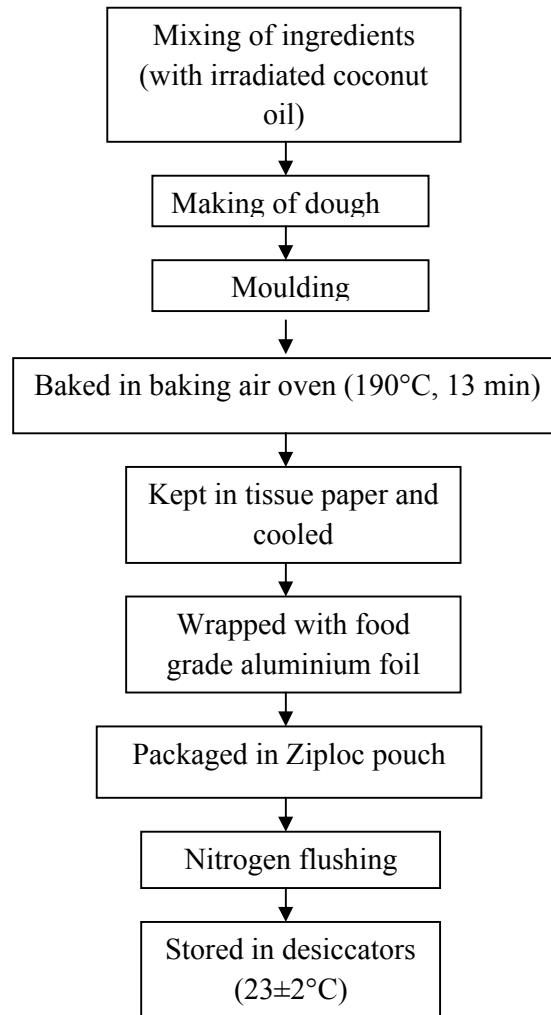 Mixing of ingredients
(with irradiated coconut
oil)
Making of dough
Moulding
Baked in baking air oven (190°C, 13 min)
Kept in tissue paper and
cooled
Wrapped with food
grade aluminium foil
Packaged in Ziploc pouch
Nitrogen flushing
Stored in desiccators
(23±2°C)